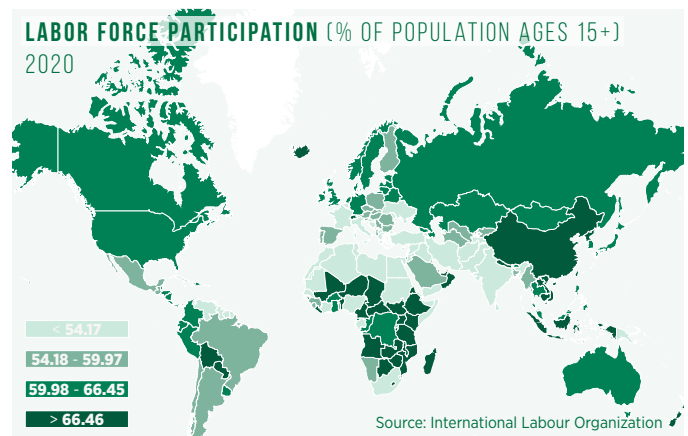 LABOR FORCE PARTICIPATION (% OF POPULATION AGES 15+)
2020
< 54.17
54.18 - 59.97
59.98 - 66.45
> 66.46
Source: International Labour Organization